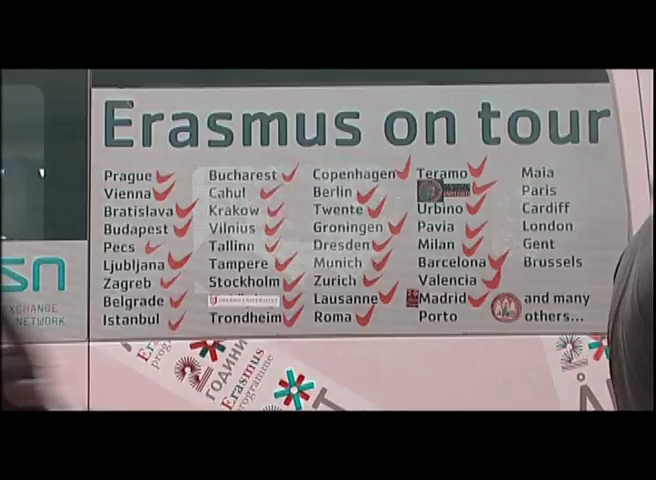 Erasmus on tour
Prague
Vienna
Bratislava
Budapest
Pecs
Ljubljana
Zagreb
Belgrade
Istanbul
Bucharest
Cahul
Krakow
Vilnius
Tallinn
Tampere
Stockholm
Trondheim
Copenhagen
Berlin
Twente
Groningen
Dresden
Munich
Zurich
Lausanne
Roma
Teramo
Urbino
Pavia
Milan
Barcelona
Valencia
Madrid
Porto
Maia
Paris
Cardiff
London
Gent
Brussels
and many
others...
sn
EXCHANGE
NETWORK
ГОДИНИ
Erasmus
programme